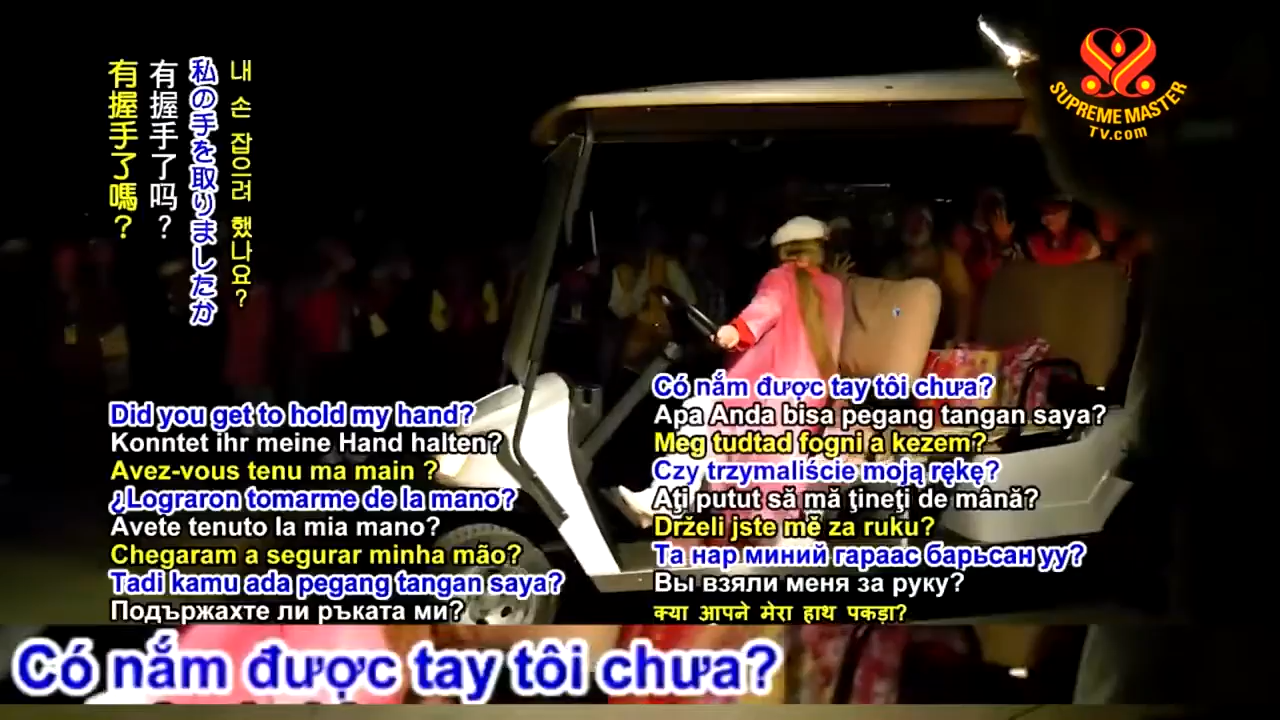 有握手了嗎？
有握手了吗？
私の手を取りましたか
내 손 잡으려 했나요?
SUPREME MASTER
TV.com
Did you get to hold my hand?
Konntet ihr meine Hand halten?
Avez-vous tenu ma main ?
¿Lograron tomarme de la mano?
Avete tenuto la mia mano?
Chegaram a segurar minha mão?
Tadi kamu ada pegang tangan saya?
Подържахте ли ръката ми?
Có nắm được tay tôi chưa?
Apa Anda bisa pegang tangan saya?
Meg tudtad fogni a kezem?
Czy trzymaliście moją rękę?
Aţi putut să mă ţineţi de mână?
Drželi jste mě za ruku?
Та нар миний гараас барьсан уу?
Вы взяли меня за руку?
क्या आपने मेरा हाथ पकड़ा?
Có nắm được tay tôi chưa?